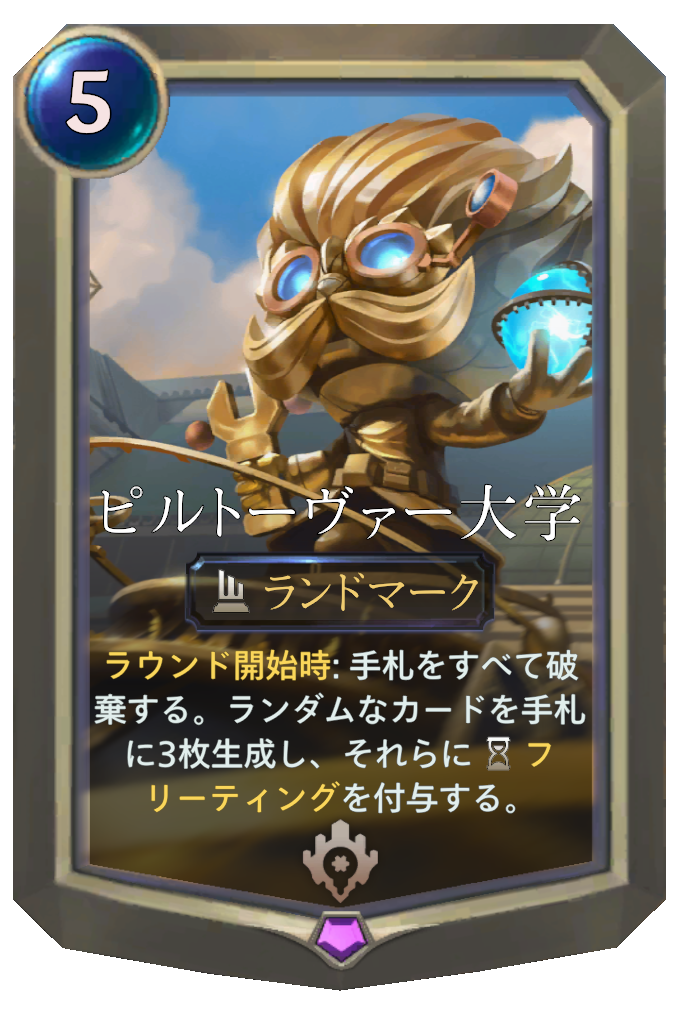 5
ピルトーヴァー大学
ランドマーク
ラウンド開始時: 手札をすべて破
棄する。ランダムなカードを手札
に3枚生成し、それらに フ
リーティングを付与する。